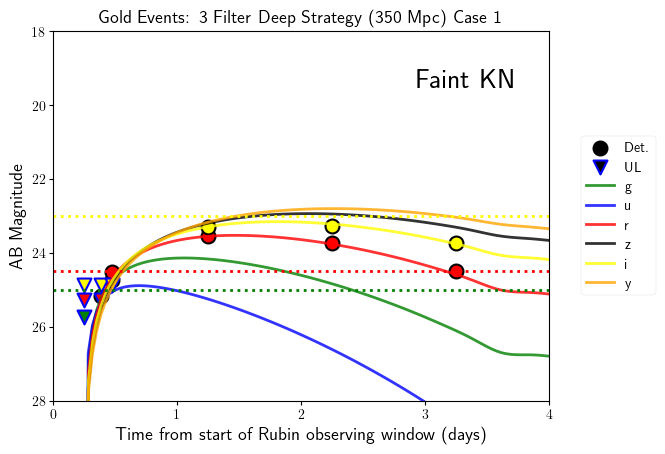 Gold Events: 3 Filter Deep Strategy (350 Mpc) Case 1
18
20
22
24
26
28
AB Magnitude
Faint KN
0 1 2 3 4
Time from start of Rubin observing window (days)
Det.
UL
g
u
r
z
i
y